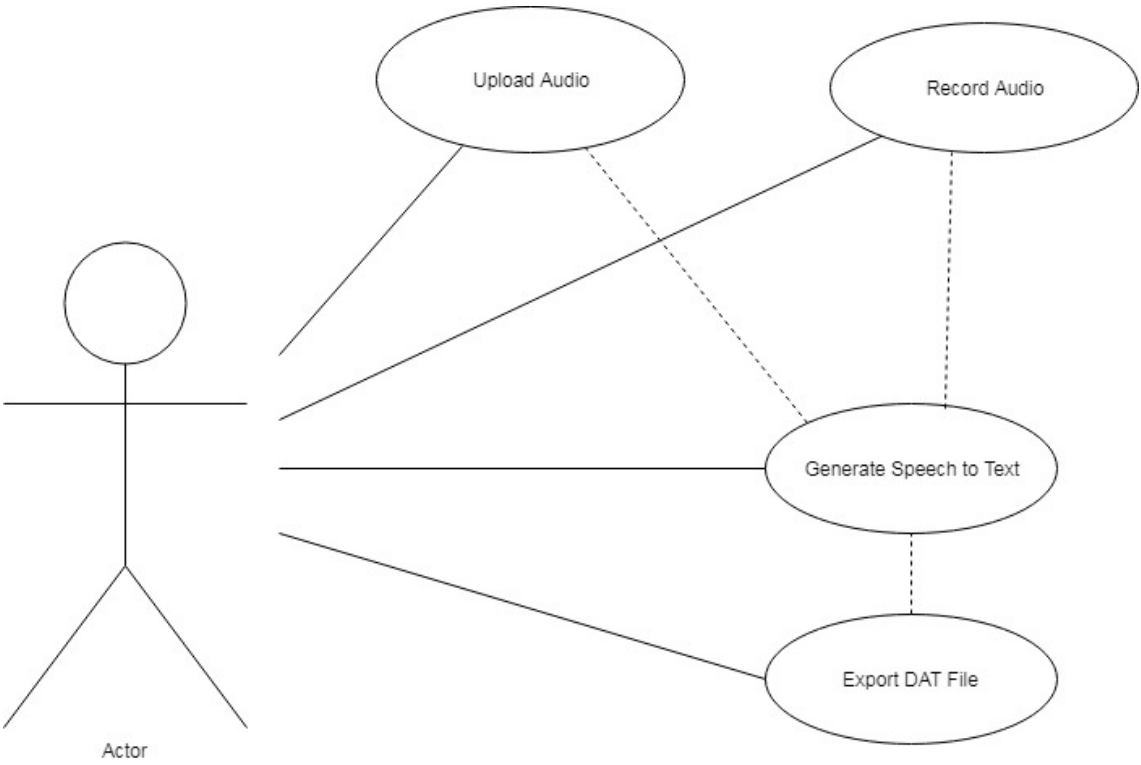 Upload Audio
Record Audio
Generate Speech to Text
Export DAT File
Actor